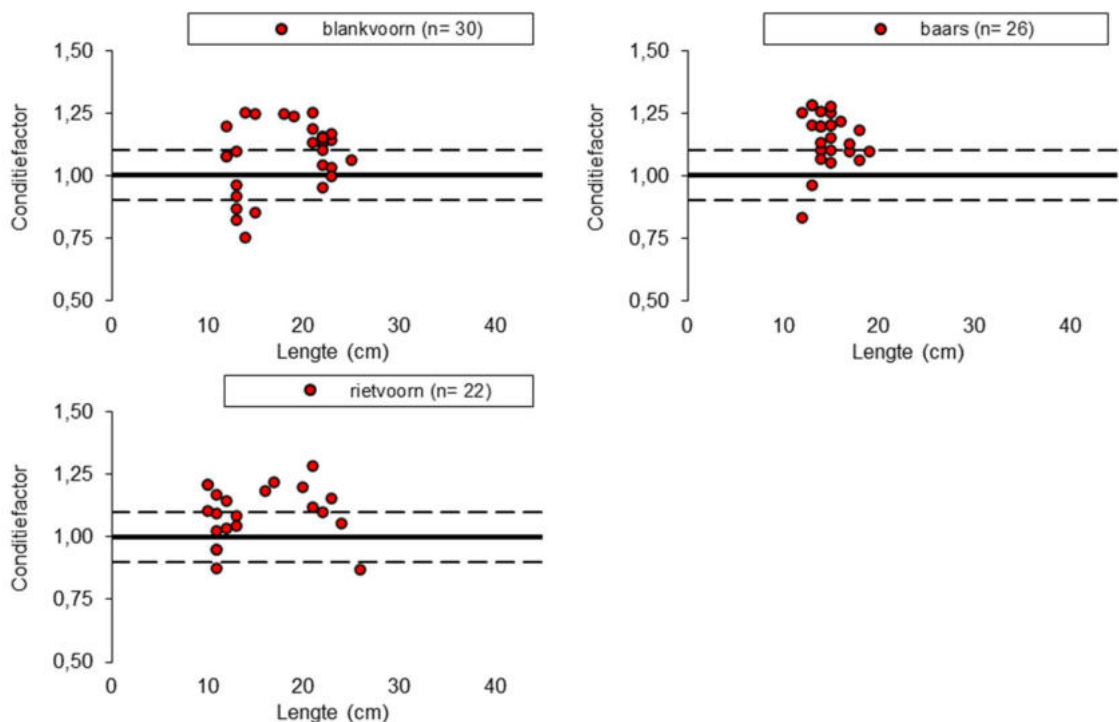 blankvoorn (n= 30)
1,50
1,25
1,00
0,75
0,50
Conditiefactor
0 10 20 30 40
Lengte (cm)
baars (n= 26)
1,50
1,25
1,00
0,75
0,50
Conditiefactor
0 10 20 30 40
Lengte (cm)
rietvoorn (n= 22)
1,50
1,25
1,00
0,75
0,50
Conditiefactor
0 10 20 30 40
Lengte (cm)